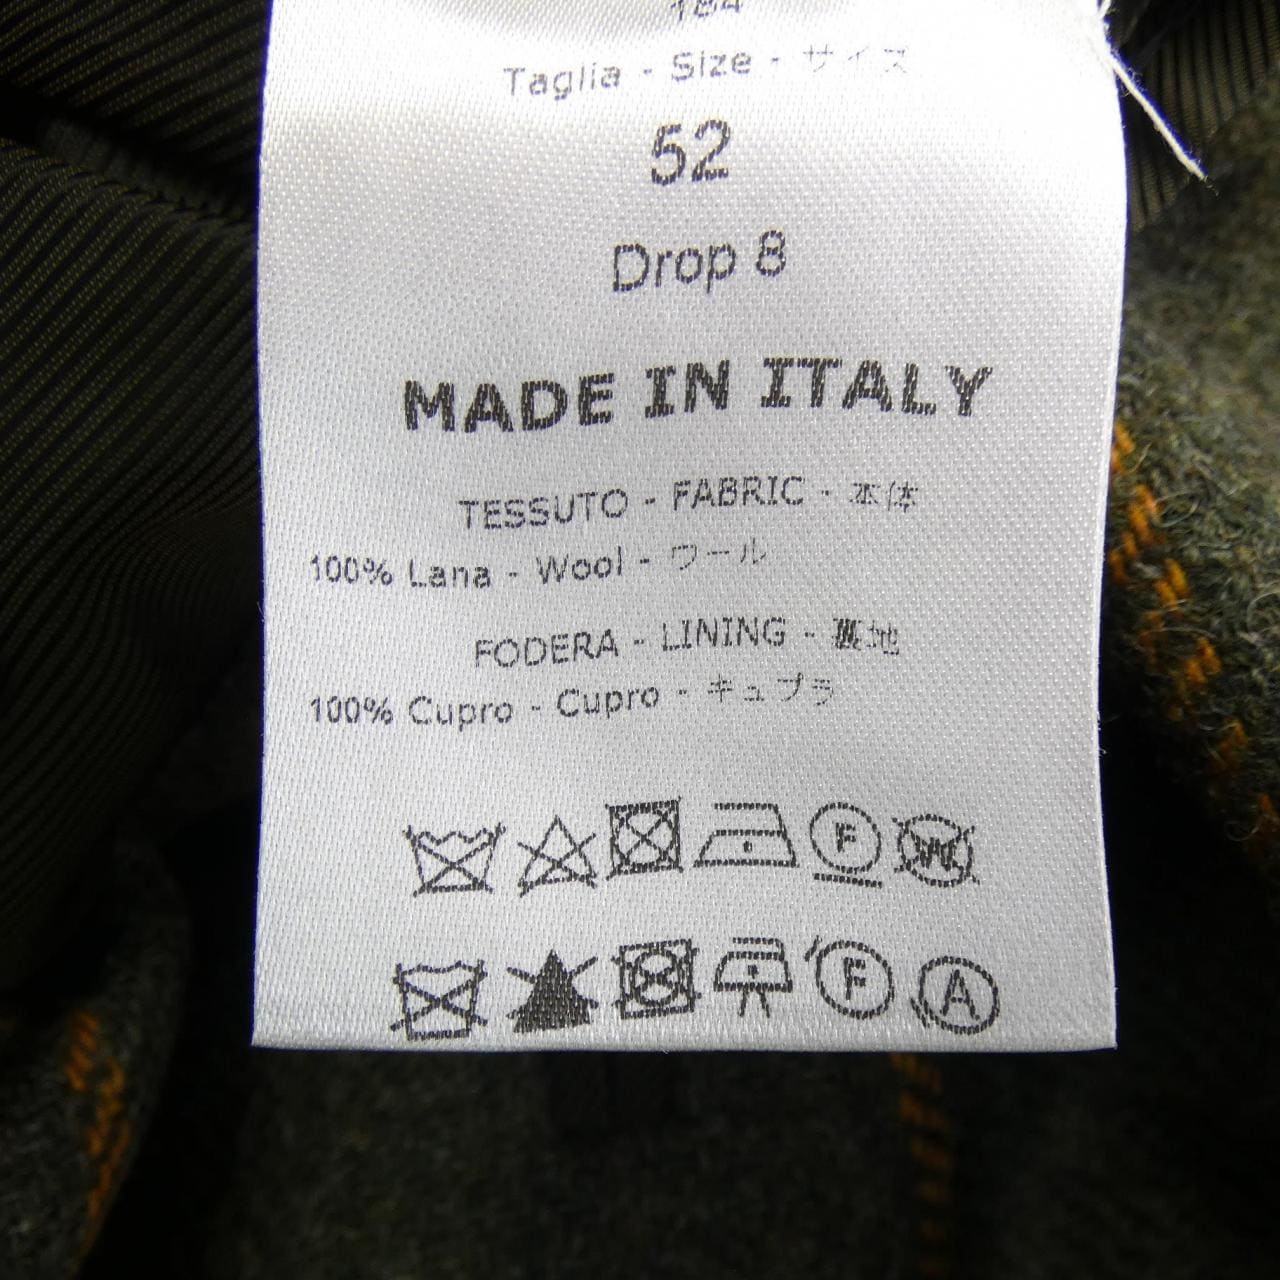 184
Taglia - Size - サイズ
52
Drop 8
MADE IN ITALY
TESSUTO - FABRIC - 本体
100% Lana - Wool - ウール
FODERA - LINING - 裏地
100% Cupro - Cupro - キュプラ
F W
F A